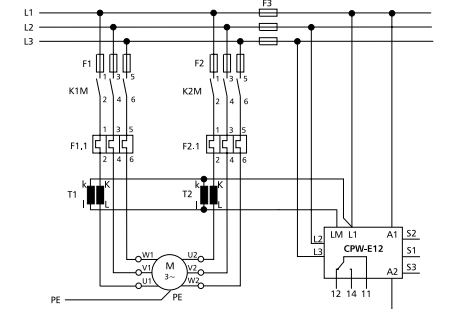 F3
L1
L2
L3
F1
F2
1 3 5
1 3 5
K1M
K2M
2 4 6
2 4 6
1 3 5
1 3 5
F1.1
F2.1
2 4 6
2 4 6
k K
k K
T1
T2
l L
l L
LM L1 A1
S2
L2
CPW-E12
S1
L3
A2
S3
12 14 11
W1
U2
V1
M
3~
V2
U1
W2
PE
PE